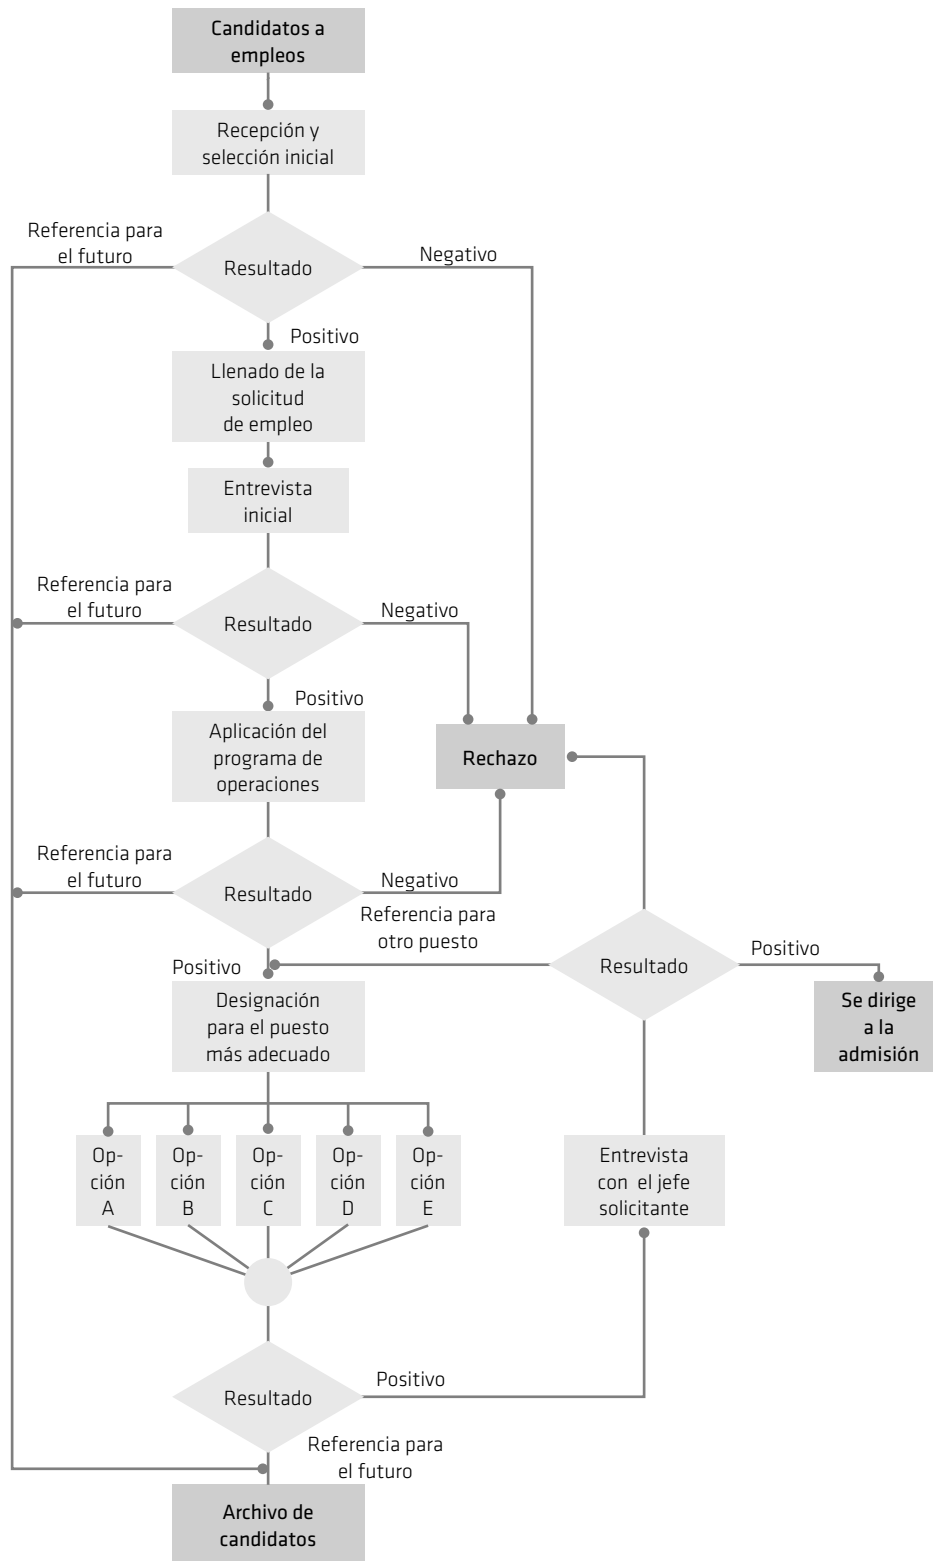 Candidatos a
empleos
Recepción y
selección inicial
Referencia para
el futuro
Resultado
Negativo
Positivo
Llenado de la
solicitud
de empleo
Entrevista
inicial
Referencia para
el futuro
Resultado
Negativo
Positivo
Aplicación del
programa de
operaciones
Rechazo
Referencia para
el futuro
Resultado
Negativo
Referencia para
otro puesto
Resultado
Positivo
Positivo
Designación
para el puesto
más adecuado
Se dirige
a la
admisión
Op-
ción
A
Op-
ción
B
Op-
ción
C
Op-
ción
D
Op-
ción
E
Entrevista
con el jefe
solicitante
Resultado
Positivo
Referencia para
el futuro
Archivo de
candidatos